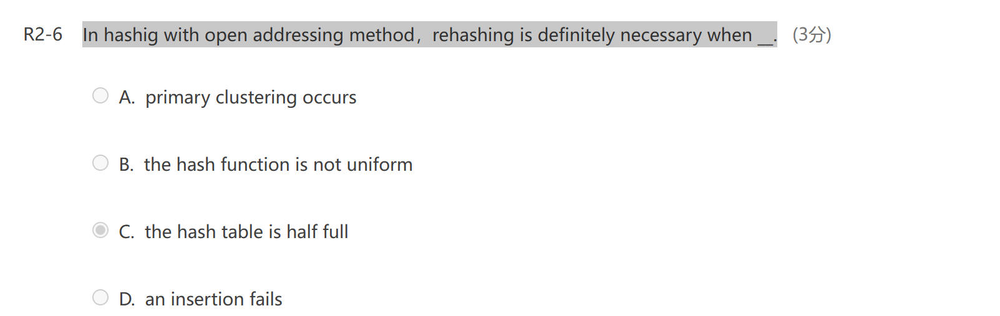 R2-6 In hashig with open addressing method，rehashing is definitely necessary when __. (3分)
A. primary clustering occurs
B. the hash function is not uniform
C. the hash table is half full
D. an insertion fails